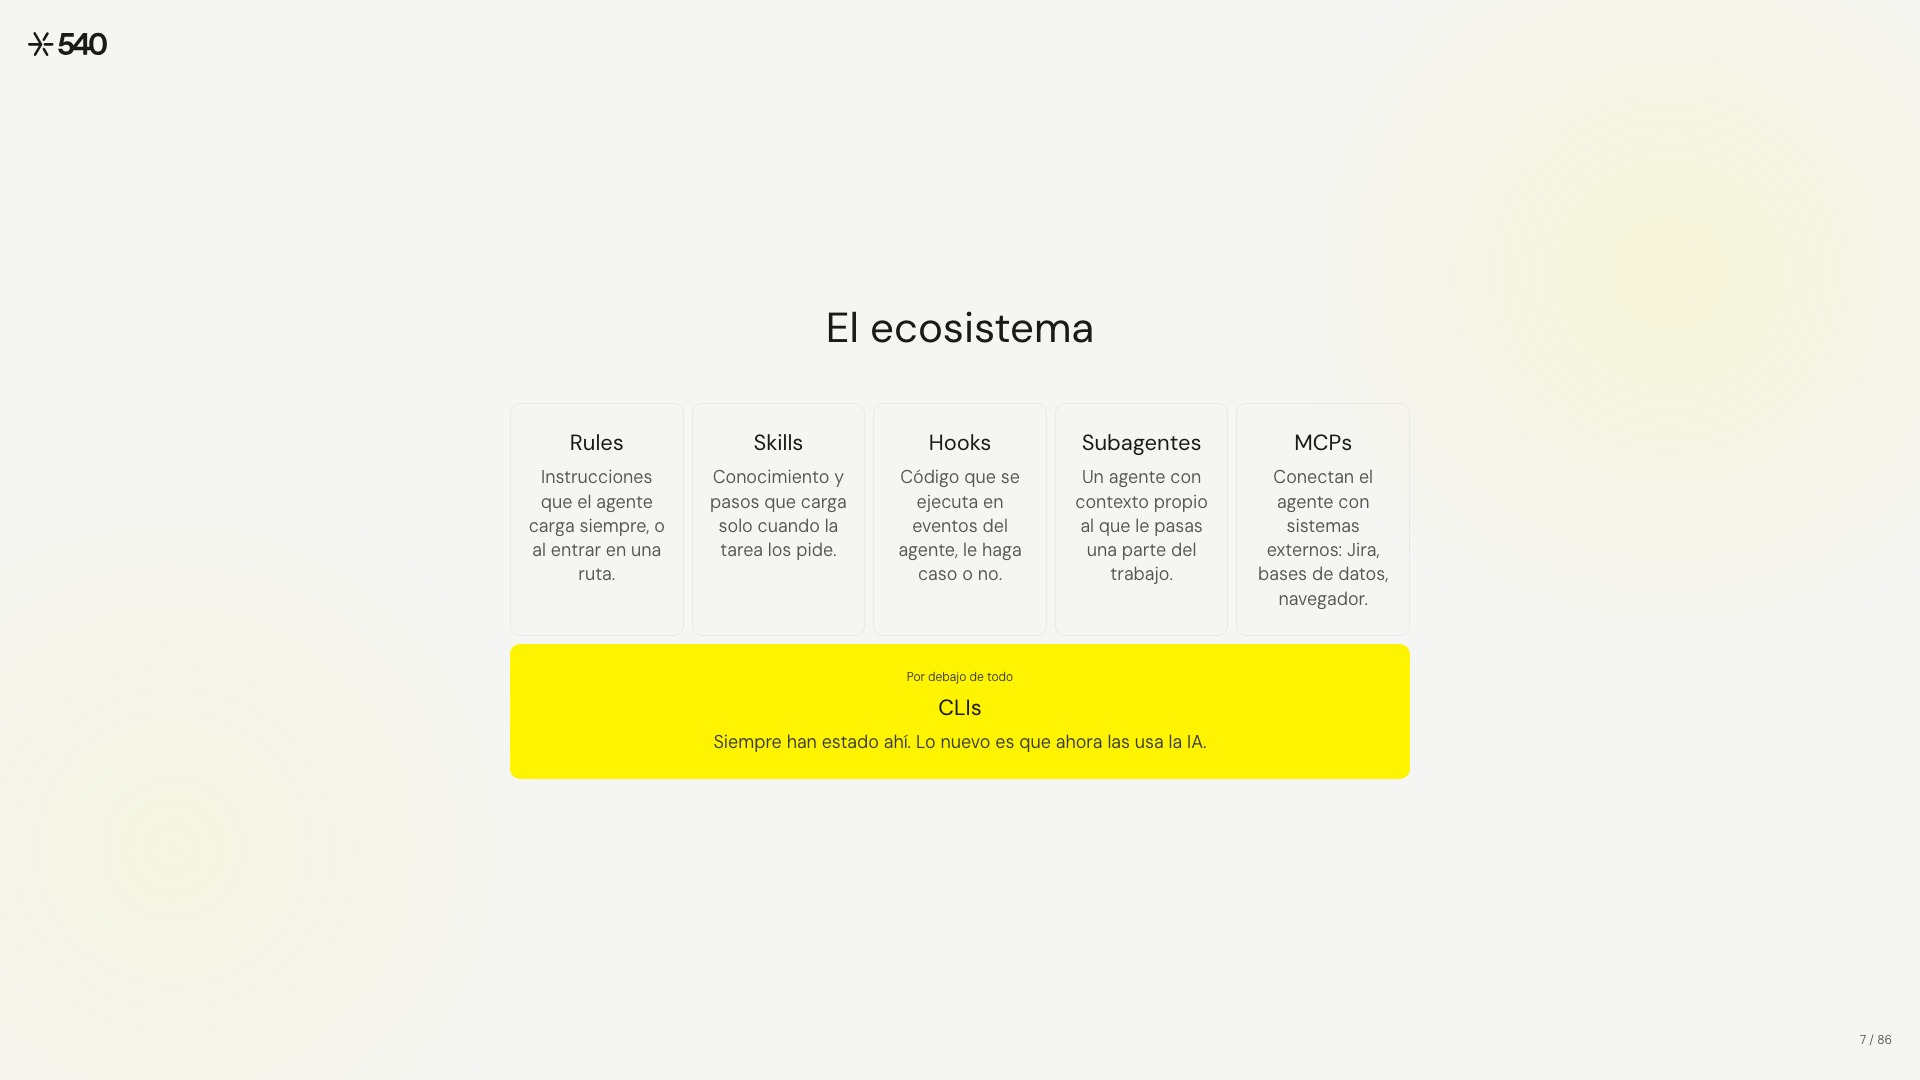 540
El ecosistema
Rules
Instrucciones
que el agente
carga siempre, o
al entrar en una
ruta.
Skills
Conocimiento y
pasos que carga
solo cuando la
tarea los pide.
Hooks
Código que se
ejecuta en
eventos del
agente, le haga
caso o no.
Subagentes
Un agente con
contexto propio
al que le pasas
una parte del
trabajo.
MCPs
Conectan el
agente con
sistemas
externos: Jira,
bases de datos,
navegador.
Por debajo de todo
CLIs
Siempre han estado ahí. Lo nuevo es que ahora las usa la IA.
7 / 86